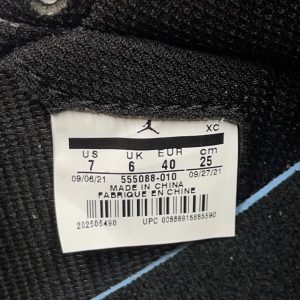 XC
US UK EUR cm
7 6 40 25
09/06/21 555088-010 09/27/21
MADE IN CHINA
FABRIQUE EN CHINE
202505490 UPC 00886915685590